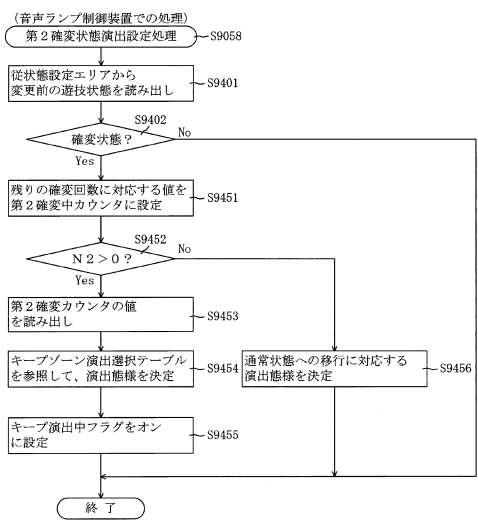 (音声ランプ制御装置での処理)
第2確変状態演出設定処理
S9058
従状態設定エリアから
変更前の遊技状態を読み出し
S9401
S9402
確変状態?
No
Yes
残りの確変回数に対応する値を
第2確変中カウンタに設定
S9451
S9452
N2>0?
No
Yes
第2確変カウンタの値
を読み出し
S9453
キープゾーン演出選択テーブル
を参照して、演出態様を決定
S9454
通常状態への移行に対応する
演出態様を決定
S9456
キープ演出中フラグをオン
に設定
S9455
終了